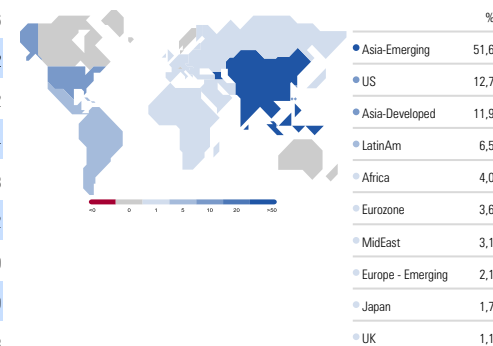 %
Asia-Emerging 51,6
US 12,7
Asia-Developed 11,9
LatinAm 6,5
Africa 4,0
Eurozone 3,6
MidEast 3,1
Europe - Emerging 2,1
Japan 1,7
UK 1,1
<0 0 1 5 10 20 >50